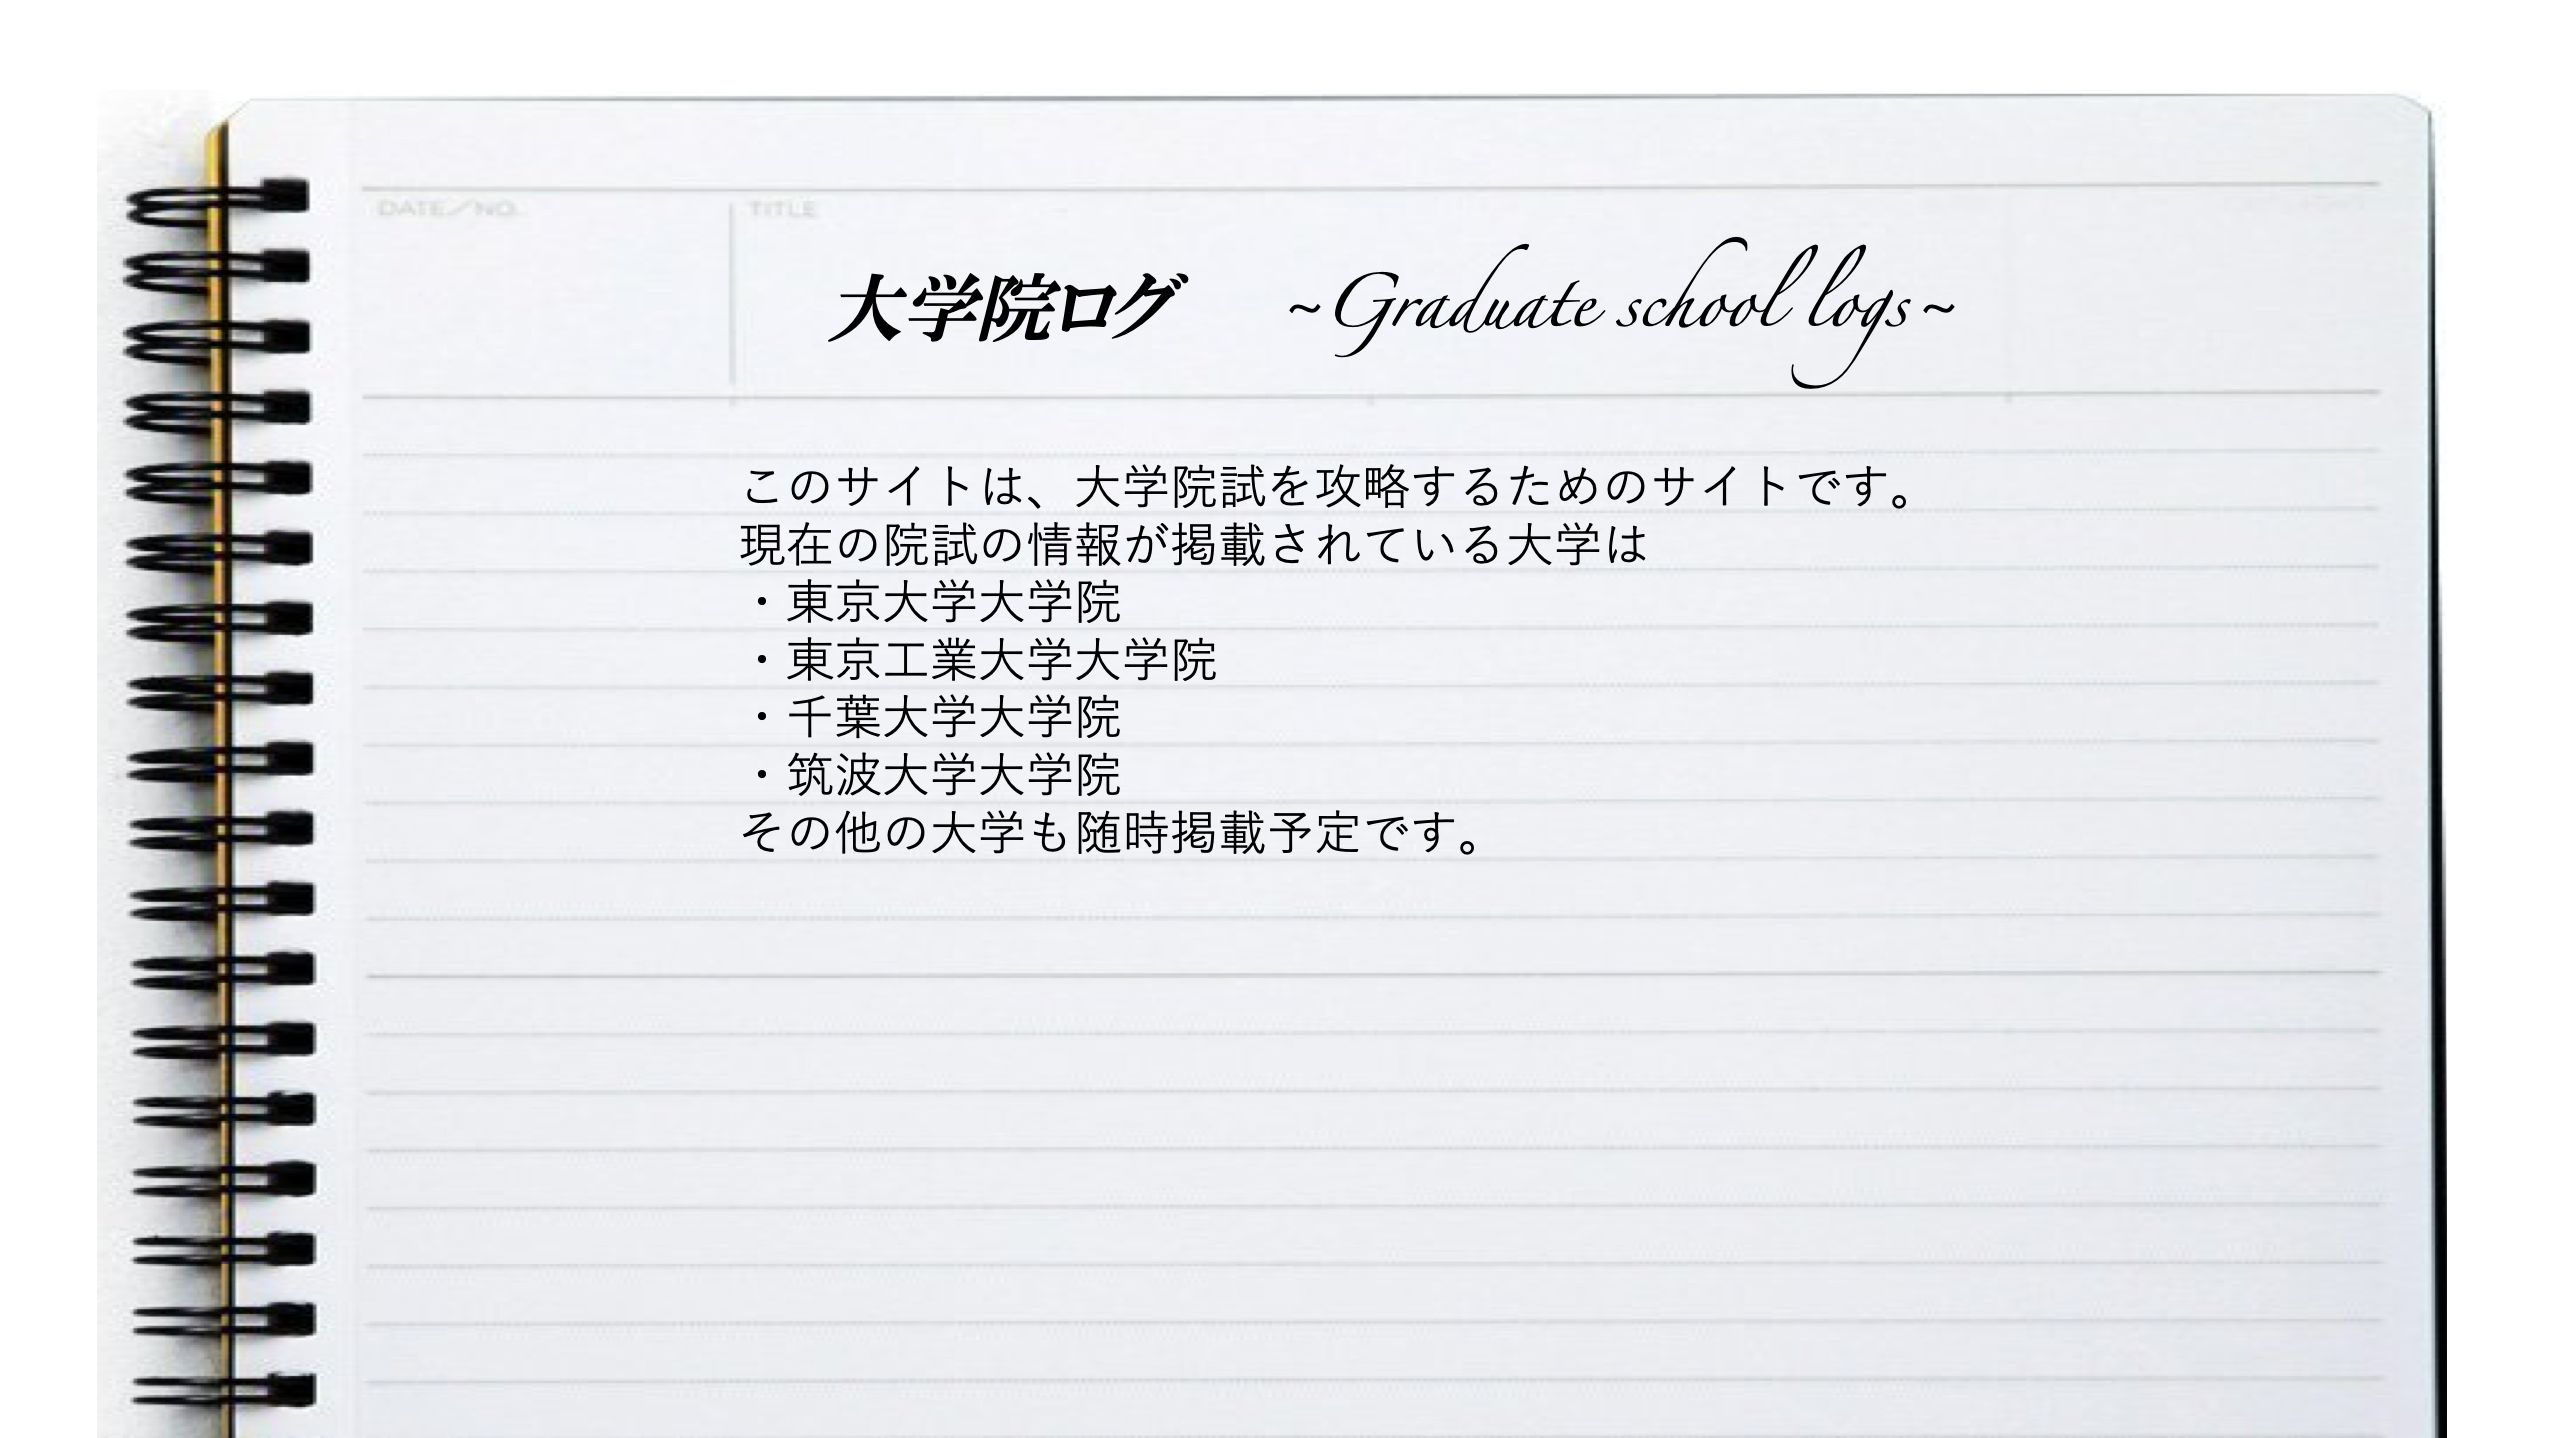 DATE/NO.
TITLE
大学院ログ ~Graduate school logs~
このサイトは、大学院試を攻略するためのサイトです。
現在の院試の情報が掲載されている大学は
・東京大学大学院
・東京工業大学大学院
・千葉大学大学院
・筑波大学大学院
その他の大学も随時掲載予定です。